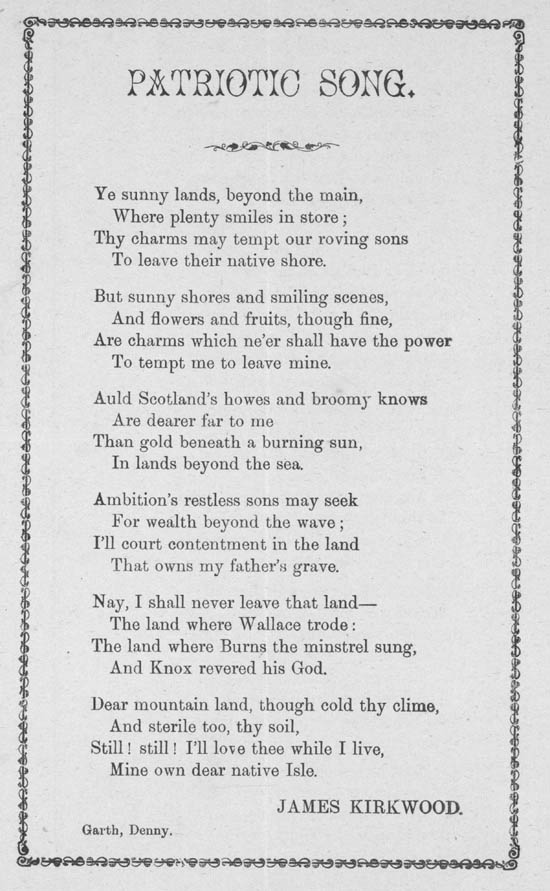 PATRIOTIC SONG.
Ye sunny lands, beyond the main,
Where plenty smiles in store;
Thy charms may tempt our roving sons
To leave their native shore.
But sunny shores and smiling scenes,
And flowers and fruits, though fine,
Are charms which ne'er shall have the power
To tempt me to leave mine.
Auld Scotland's howes and broomy knows
Are dearer far to me
Than gold beneath a burning sun,
In lands beyond the sea.
Ambition's restless sons may seek
For wealth beyond the wave;
I'll court contentment in the land
That owns my father's grave.
Nay, I shall never leave that land—
The land where Wallace trode:
The land where Burns the minstrel sung,
And Knox revered his God.
Dear mountain land, though cold thy clime,
And sterile too, thy soil,
Still! still! I'll love thee while I live,
Mine own dear native Isle.
JAMES KIRKWOOD.
Garth, Denny.